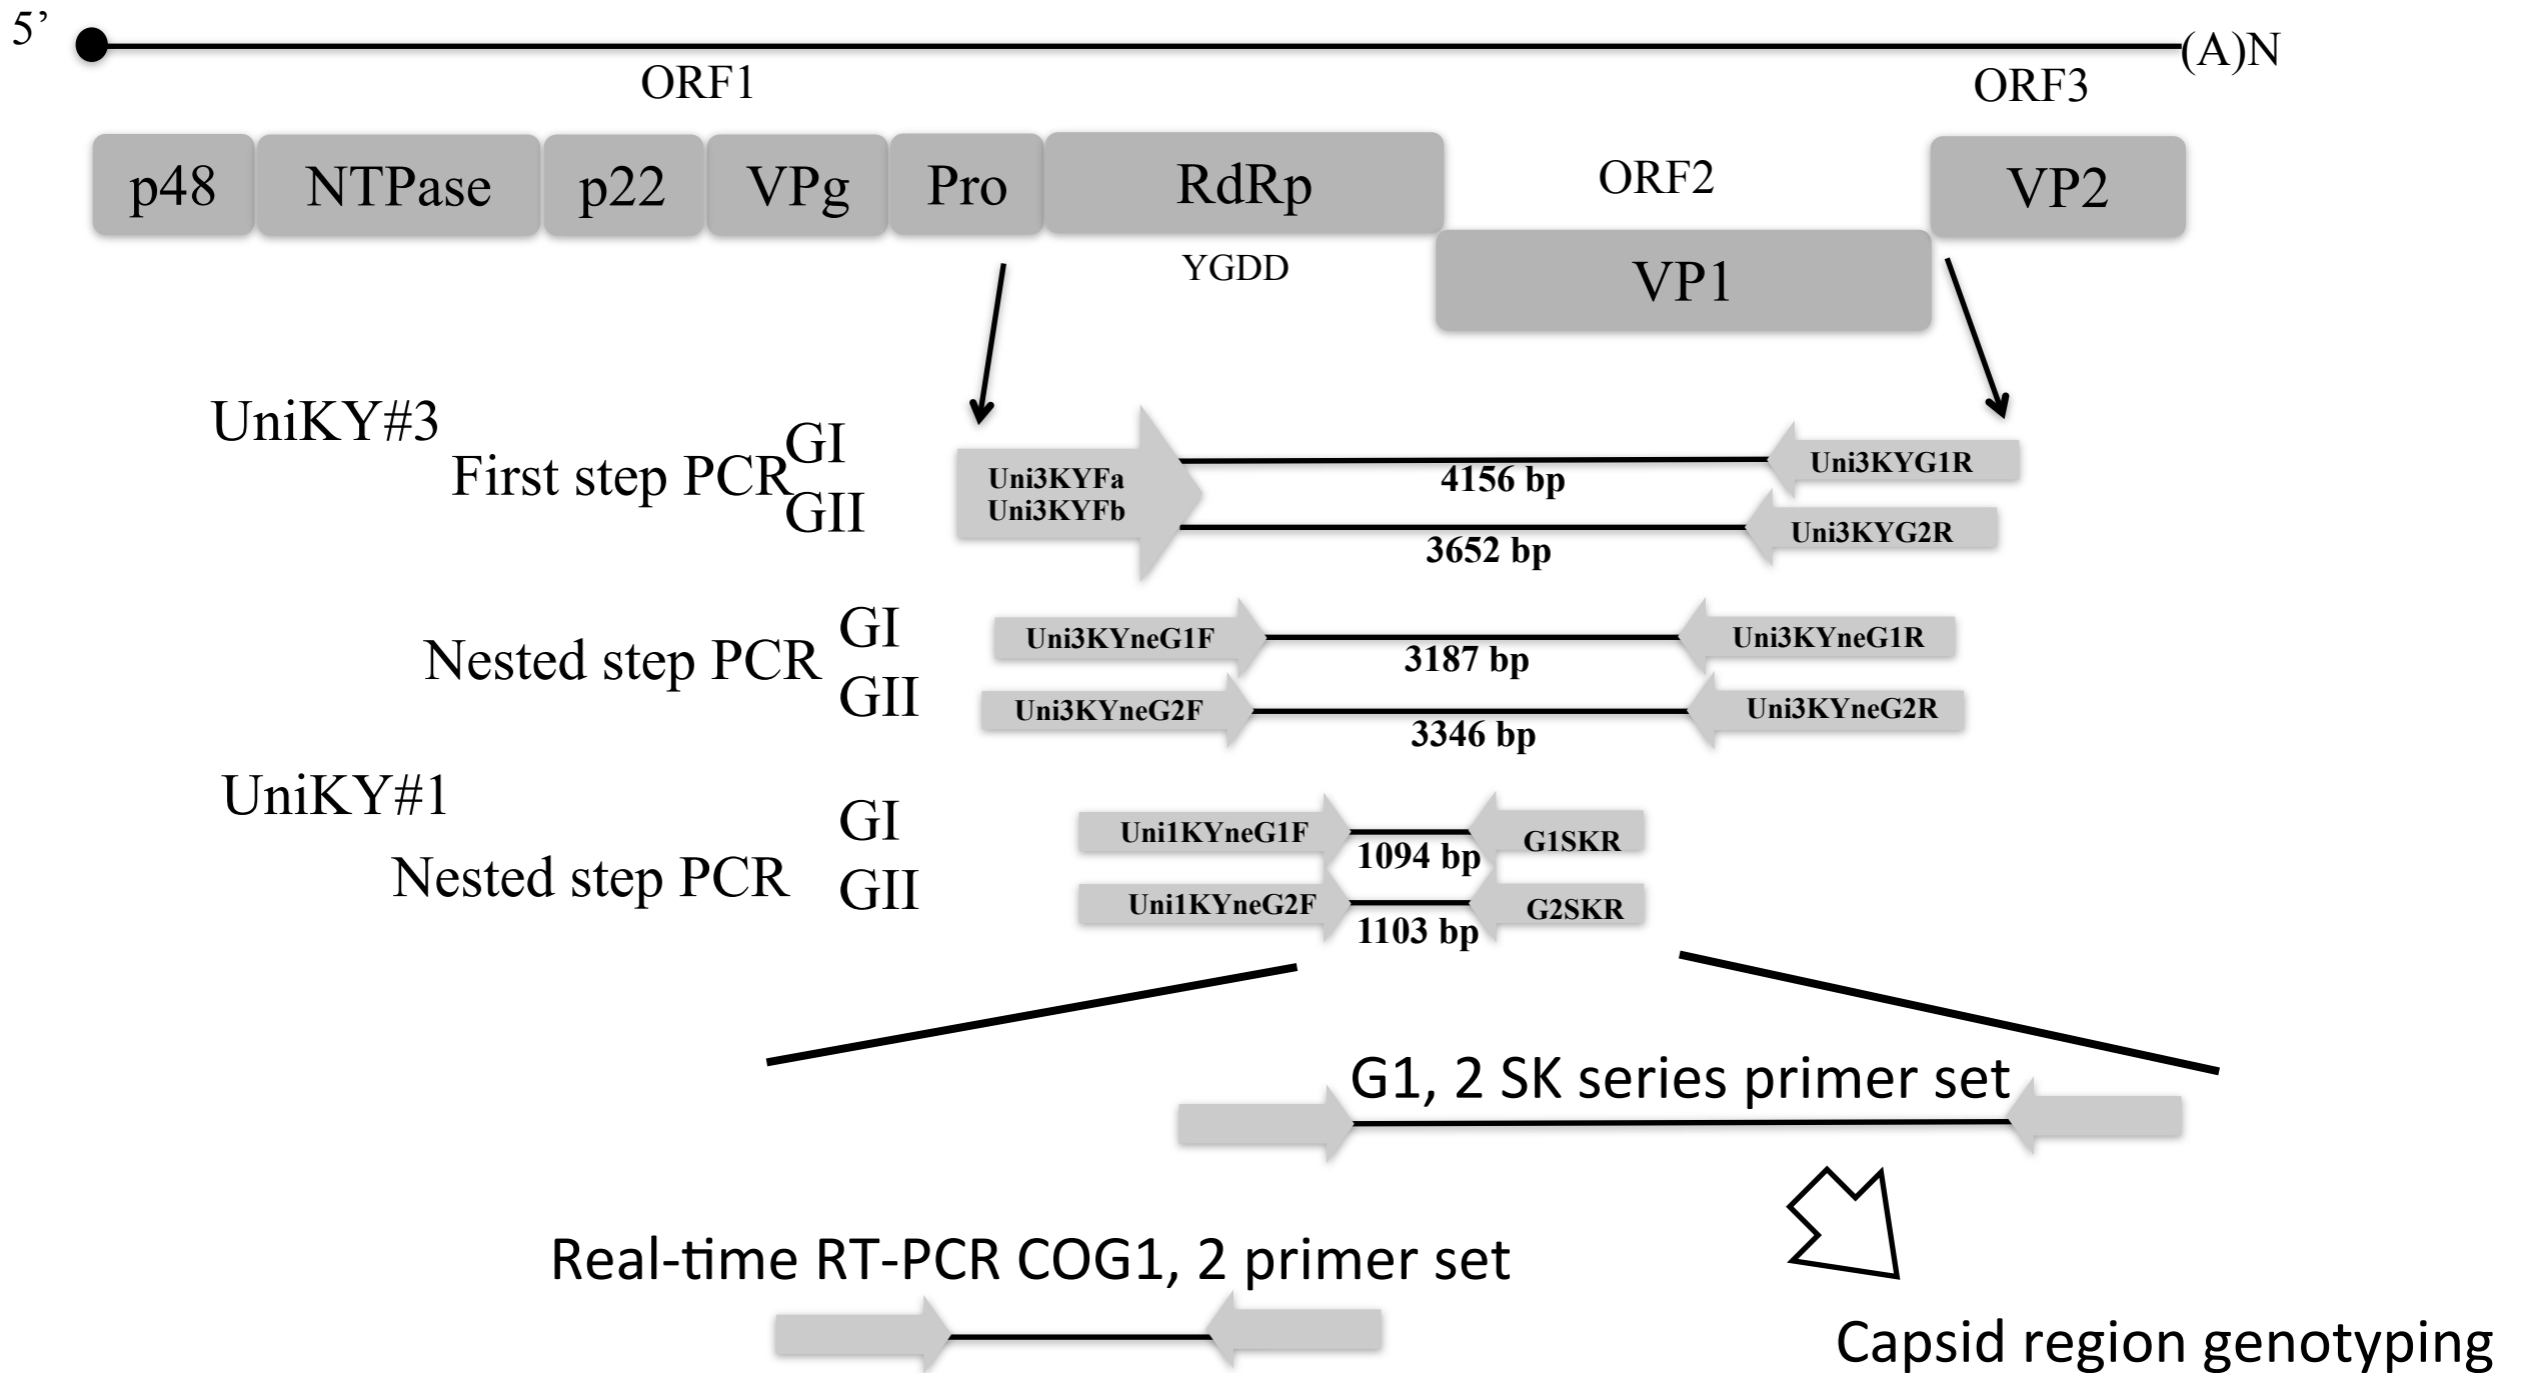 5’
(A)N
ORF1
ORF3
p48
NTPase
p22
VPg
Pro
RdRp
ORF2
VP2
YGDD
VP1
UniKY#3
First step PCR
GI
GII
Uni3KYFa
Uni3KYFb
4156 bp
3652 bp
Uni3KYG1R
Uni3KYG2R
Nested step PCR
GI
GII
Uni3KYneG1F
3187 bp
Uni3KYneG1R
Uni3KYneG2F
3346 bp
Uni3KYneG2R
UniKY#1
Nested step PCR
GI
GII
Uni1KYneG1F
1094 bp
G1SKR
Uni1KYneG2F
1103 bp
G2SKR
G1, 2 SK series primer set
Real-time RT-PCR COG1, 2 primer set
Capsid region genotyping